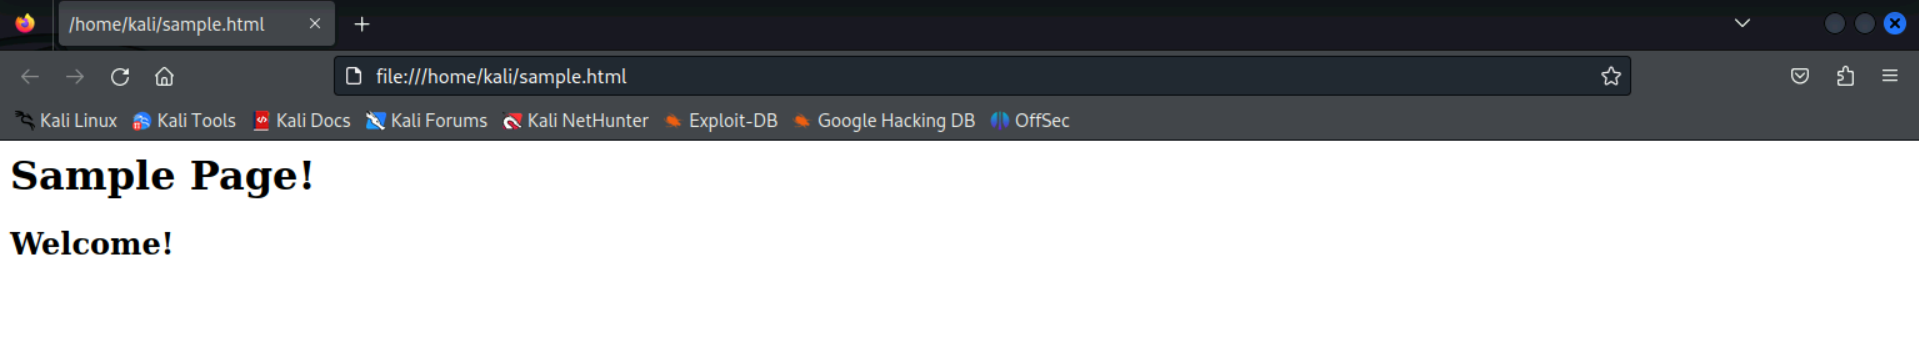 /home/kali/sample.html
file:///home/kali/sample.html
Kali Linux Kali Tools Kali Docs Kali Forums Kali NetHunter Exploit-DB Google Hacking DB OffSec
Sample Page!
Welcome!